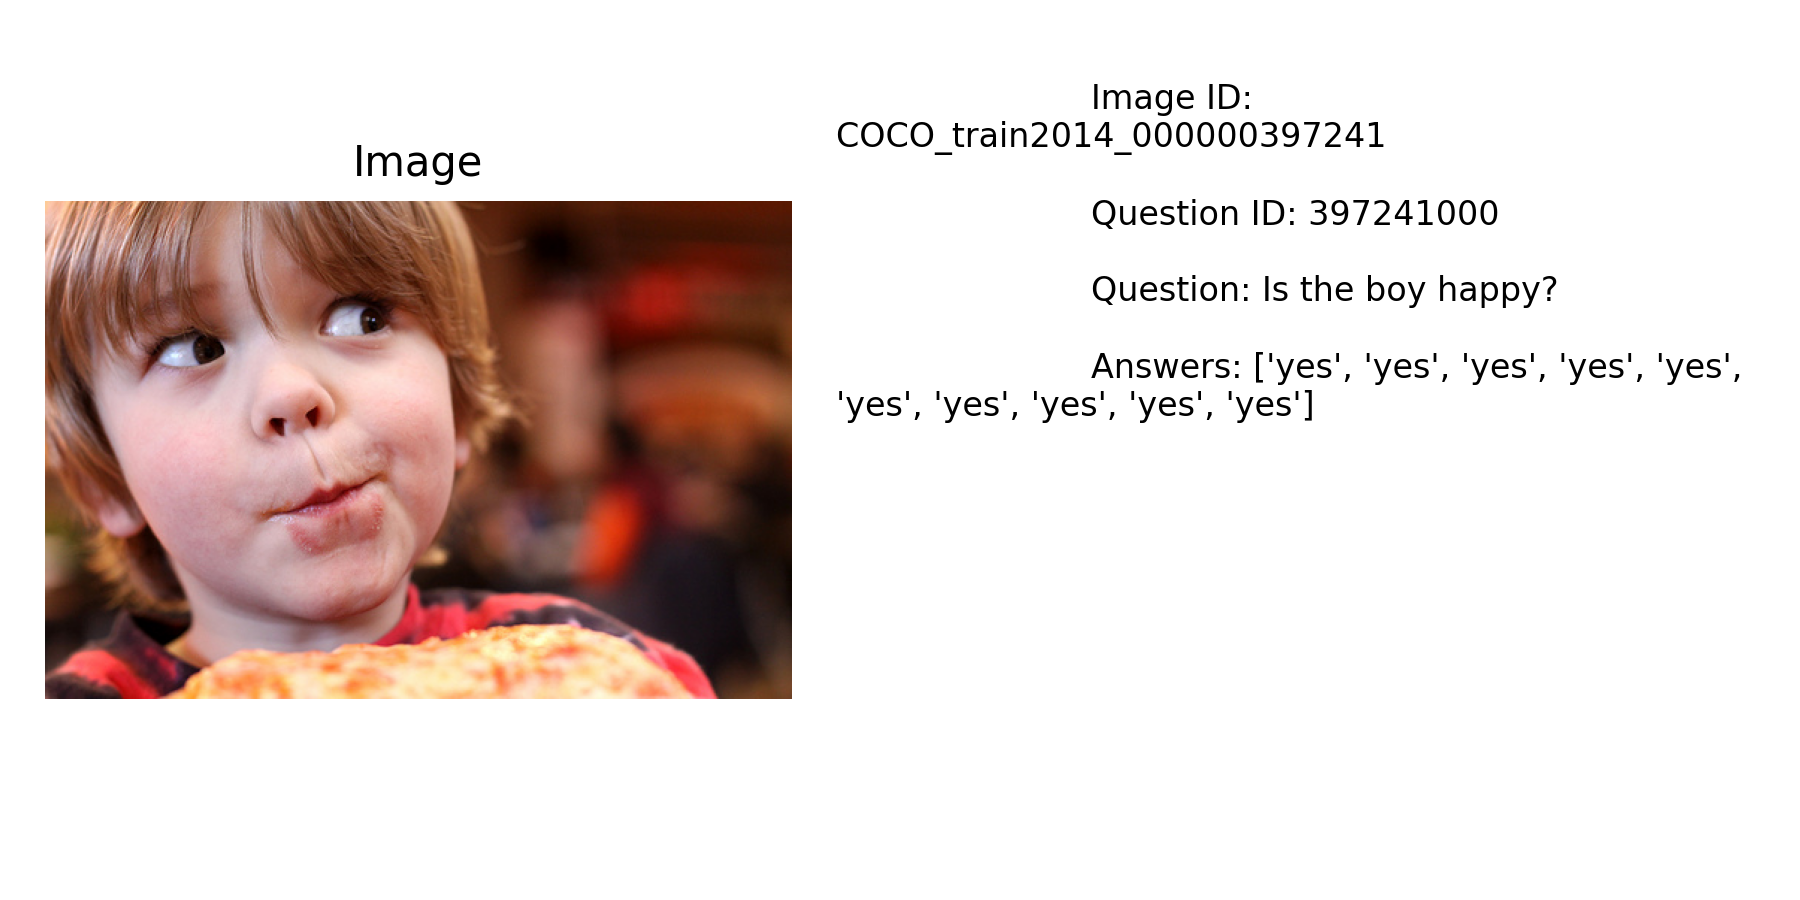 Image
Image ID:
COCO_train2014_000000397241
Question ID: 397241000
Question: Is the boy happy?
Answers: ['yes', 'yes', 'yes', 'yes', 'yes',
'yes', 'yes', 'yes', 'yes', 'yes']